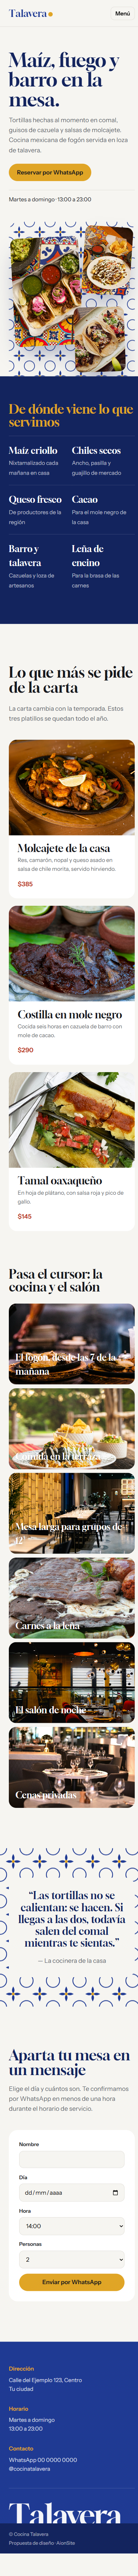 Talavera
Menú
Maíz, fuego y
barro en la
mesa.
Tortillas hechas al momento en comal,
guisos de cazuela y salsas de molcajete.
Cocina mexicana de fogón servida en loza
de talavera.
Reservar por WhatsApp
Martes a domingo · 13:00 a 23:00
De dónde viene lo que
servimos
Maíz criollo
Nixtamalizado cada
mañana en casa
Chiles secos
Ancho, pasilla y
guajillo de mercado
Queso fresco
De productores de la
región
Cacao
Para el mole negro de
la casa
Barro y
talavera
Cazuelas y loza de
artesanos
Leña de
encino
Para la brasa de las
carnes
Lo que más se pide
de la carta
La carta cambia con la temporada. Estos
tres platillos se quedan todo el año.
Molcajete de la casa
Res, camarón, nopal y queso asado en
salsa de chile morita, servido hirviendo.
$385
Costilla en mole negro
Cocida seis horas en cazuela de barro con
mole de cacao.
$290
Tamal oaxaqueño
En hoja de plátano, con salsa roja y pico de
gallo.
$145
Pasa el cursor: la
cocina y el salón
El fogón, desde las 7 de la
mañana
Comida en la terraza
Mesa larga para grupos de
12
Carnes a la leña
El salón de noche
Cenas privadas
“Las tortillas no se
calientan: se hacen. Si
llegas a las dos, todavía
salen del comal
mientras te sientas.”
— La cocinera de la casa
Aparta tu mesa en
un mensaje
Elige el día y cuántos son. Te confirmamos
por WhatsApp en menos de una hora
durante el horario de servicio.
Nombre
Día
dd/mm/aaaa
Hora
14:00
Personas
2
Enviar por WhatsApp
Dirección
Calle del Ejemplo 123, Centro
Tu ciudad
Horario
Martes a domingo
13:00 a 23:00
Contacto
WhatsApp 00 0000 0000
@cocinatalavera
Talavera
© Cocina Talavera
Propuesta de diseño · AionSite